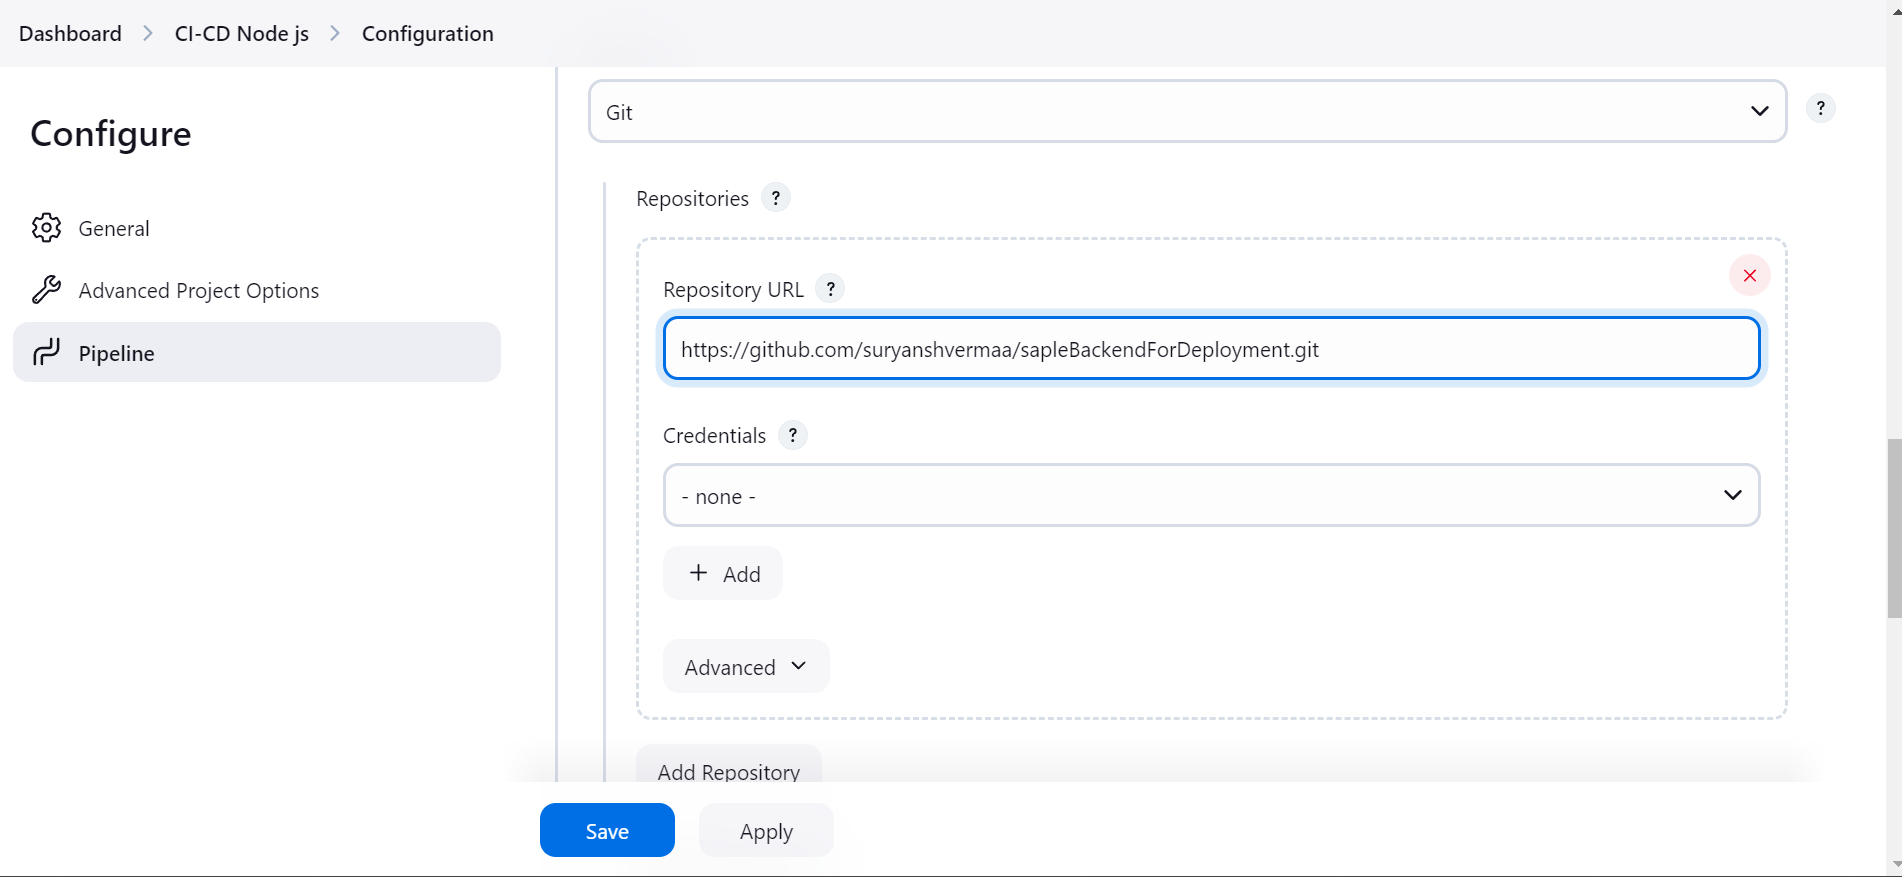 Dashboard > CI-CD Node js > Configuration
Configure
General
Advanced Project Options
Pipeline
Git
?
Repositories ?
Repository URL ?
https://github.com/suryanshvermaa/sapleBackendForDeployment.git
Credentials ?
- none -
+ Add
Advanced
Add Repository
Save Apply